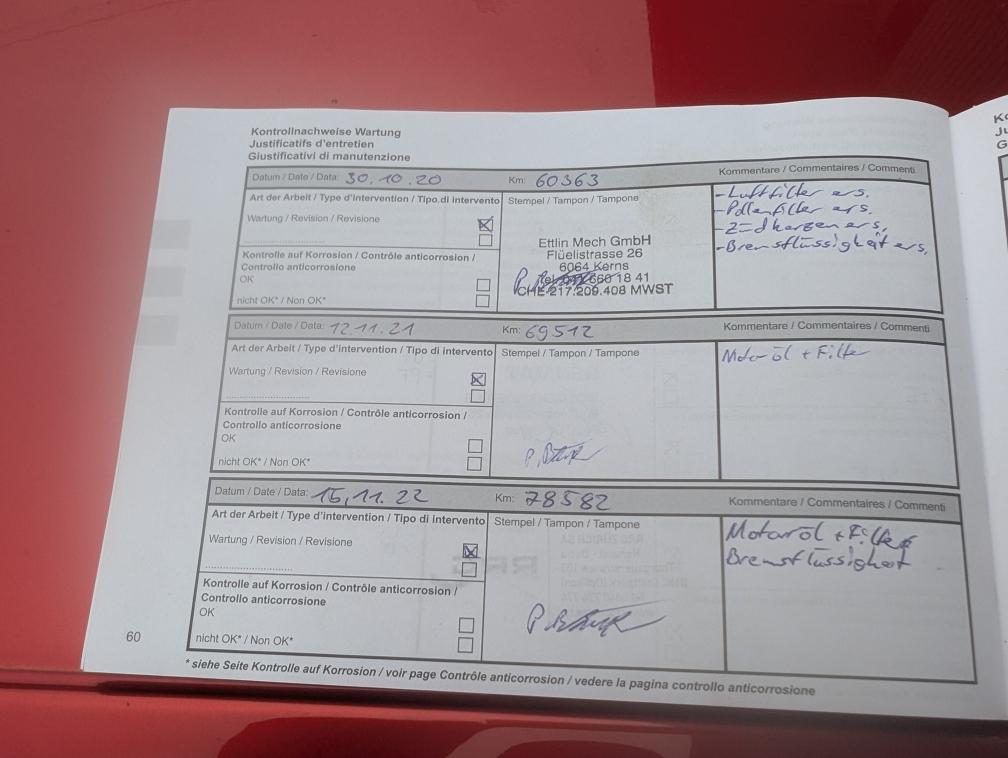 Kontrollnachweise Wartung
Justificatifs d'entretien
Giustificativi di manutenzione
Datum / Date / Data: 30.10.20 Km: 60363 Kommentare / Commentaires / Commenti
Art der Arbeit / Type d'intervention / Tipo di intervento Stempel / Tampon / Tampone
Wartung / Revision / Revisione
Kontrolle auf Korrosion / Contrôle anticorrosion /
Controllo anticorrosione
OK
nicht OK* / Non OK*
Ettlin Mech GmbH
Flüelistrasse 26
6064 Kerns
660 18 41
CHE-217.209.408 MWST
-Luftfilter ers.
-Pollenfilter ers.
-Zündkerzen ers.
-Bremsflüssigkeit ers.
Datum / Date / Data: 12.11.21 Km: 69512 Kommentare / Commentaires / Commenti
Art der Arbeit / Type d'intervention / Tipo di intervento Stempel / Tampon / Tampone
Wartung / Revision / Revisione
Kontrolle auf Korrosion / Contrôle anticorrosion /
Controllo anticorrosione
OK
nicht OK* / Non OK*
Motoröl + Filter
Datum / Date / Data: 15.11.22 Km: 78582 Kommentare / Commentaires / Commenti
Art der Arbeit / Type d'intervention / Tipo di intervento Stempel / Tampon / Tampone
Wartung / Revision / Revisione
Kontrolle auf Korrosion / Contrôle anticorrosion /
Controllo anticorrosione
OK
nicht OK* / Non OK*
Motoröl + Filter
Bremsflüssigkeit
60
* siehe Seite Kontrolle auf Korrosion / voir page Contrôle anticorrosion / vedere la pagina controllo anticorrosione